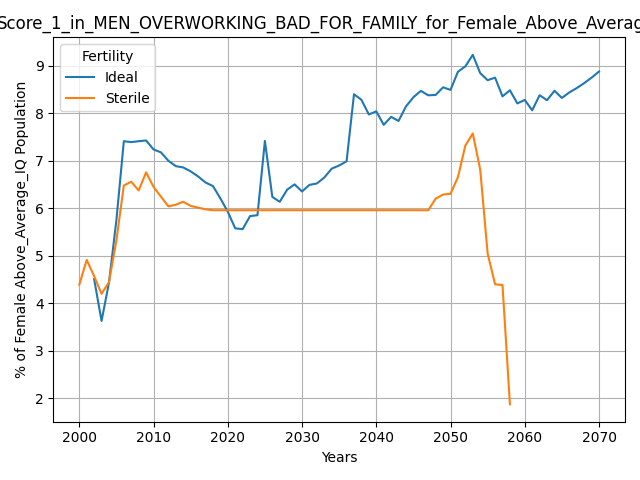 Score_1_in_MEN_OVERWORKING_BAD_FOR_FAMILY_for_Female_Above_Averag
Fertility
Ideal
Sterile
% of Female Above_Average_IQ Population
9
8
7
6
5
4
3
2
2000 2010 2020 2030 2040 2050 2060 2070
Years